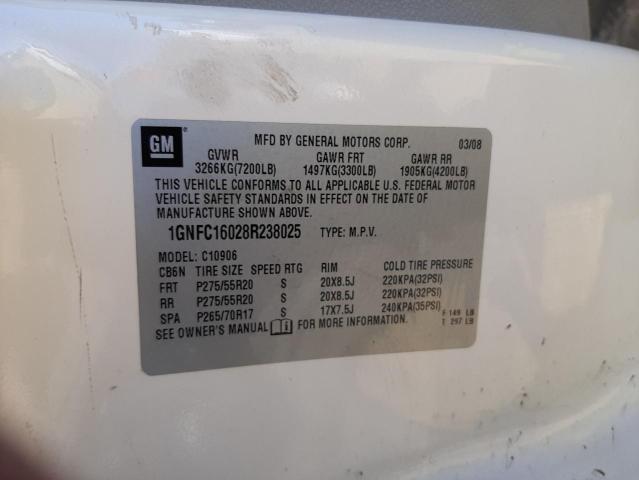 GM ® MFD BY GENERAL MOTORS CORP. 03/08
GVWR GAWR FRT GAWR RR
3266KG(7200LB) 1497KG(3300LB) 1905KG(4200LB)
THIS VEHICLE CONFORMS TO ALL APPLICABLE U.S. FEDERAL MOTOR
VEHICLE SAFETY STANDARDS IN EFFECT ON THE DATE OF
MANUFACTURE SHOWN ABOVE.
1GNFC16028R238025 TYPE: M.P.V.
MODEL: C10906
CB6N TIRE SIZE SPEED RTG RIM COLD TIRE PRESSURE
FRT P275/55R20 S 20X8.5J 220KPA(32PSI)
RR P275/55R20 S 20X8.5J 220KPA(32PSI)
SPA P265/70R17 S 17X7.5J 240KPA(35PSI) F 149 LB
SEE OWNER'S MANUAL FOR MORE INFORMATION. T 297 LB